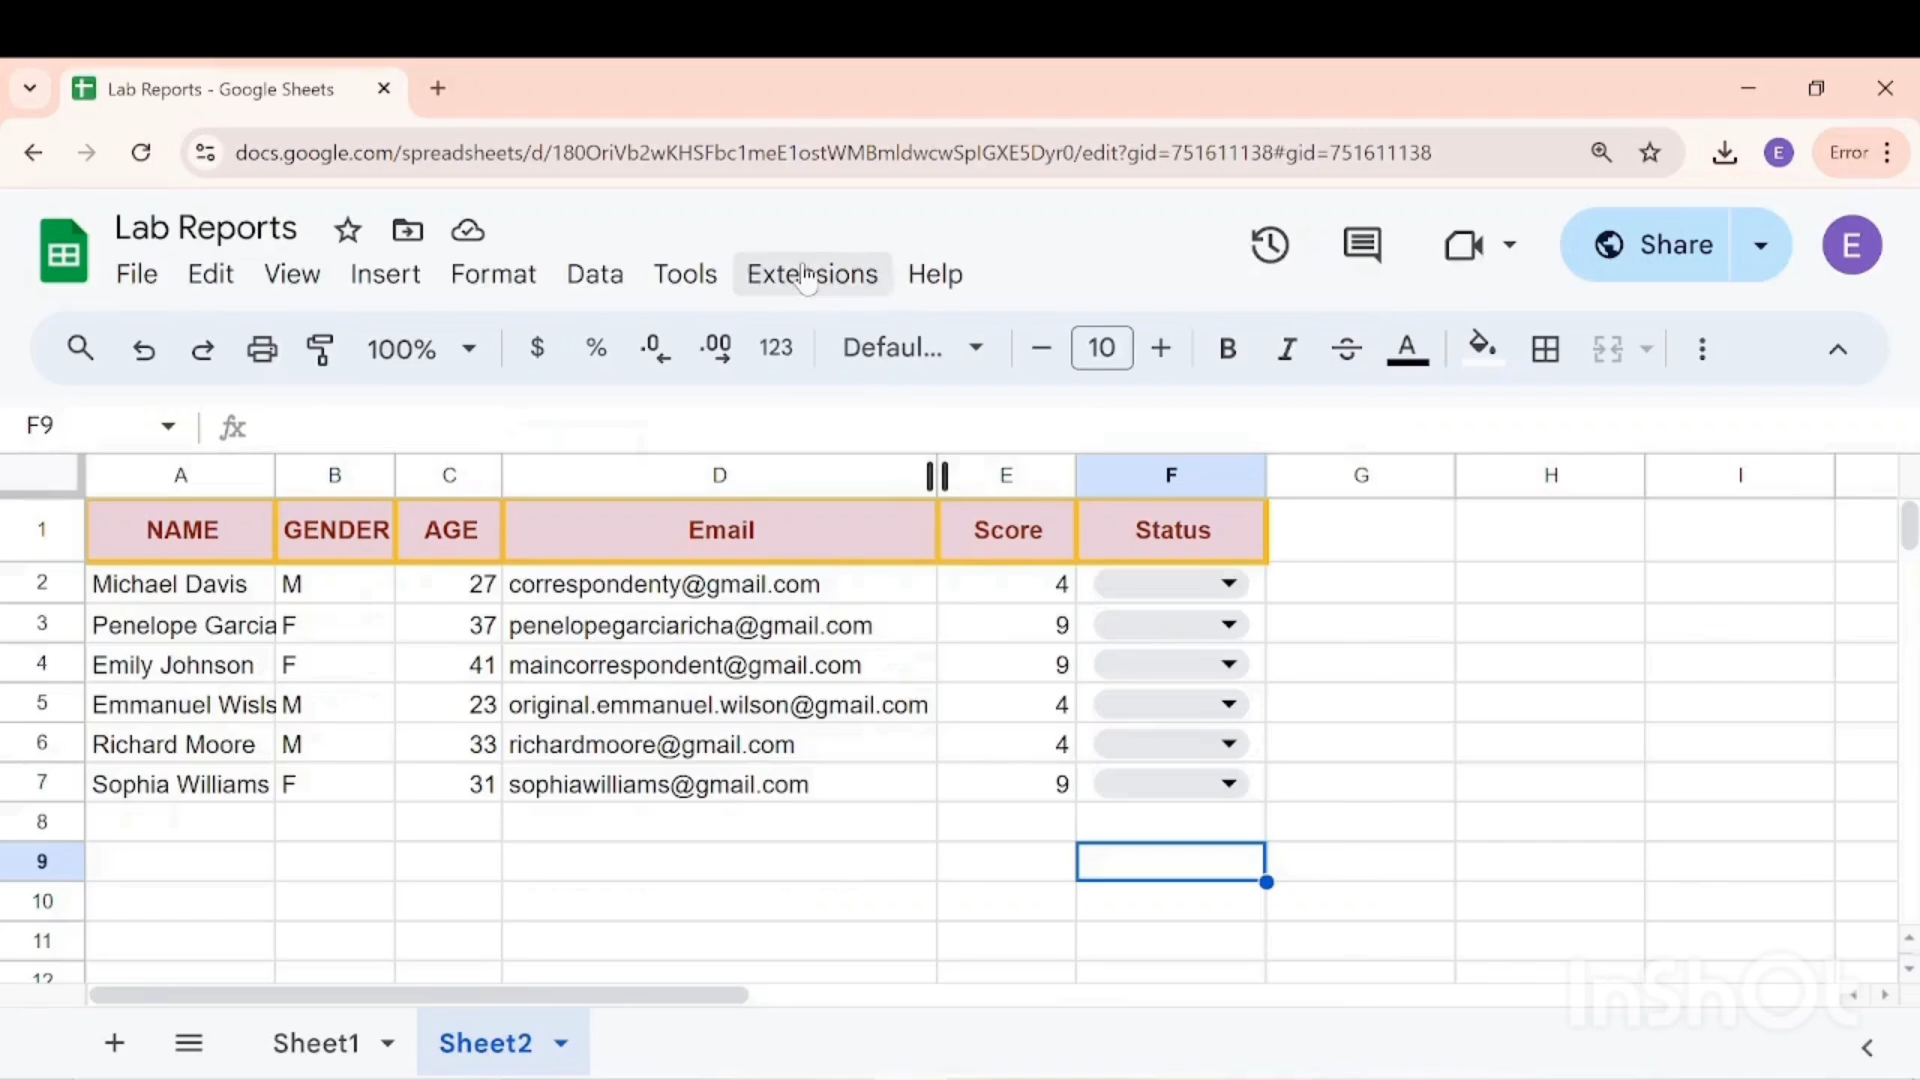 Lab Reports - Google Sheets
docs.google.com/spreadsheets/d/180OriVb2wKHSFbc1meE1ostWMBmldwcwSpIGXE5Dyr0/edit?gid=751611138#gid=751611138
E
Error
Lab Reports
Share
E
File Edit View Insert Format Data Tools Extensions Help
100% $ % .0 .00 123 Defaul... 10 B I A
F9 fx
A B C D E F G H I
1 NAME GENDER AGE Email Score Status
2 Michael Davis M 27 correspondenty@gmail.com 4
3 Penelope Garcia F 37 penelopegarciaricha@gmail.com 9
4 Emily Johnson F 41 maincorrespondent@gmail.com 9
5 Emmanuel Wisls M 23 original.emmanuel.wilson@gmail.com 4
6 Richard Moore M 33 richardmoore@gmail.com 4
7 Sophia Williams F 31 sophiawilliams@gmail.com 9
8
9
10
11
12
InShOt
Sheet1 Sheet2